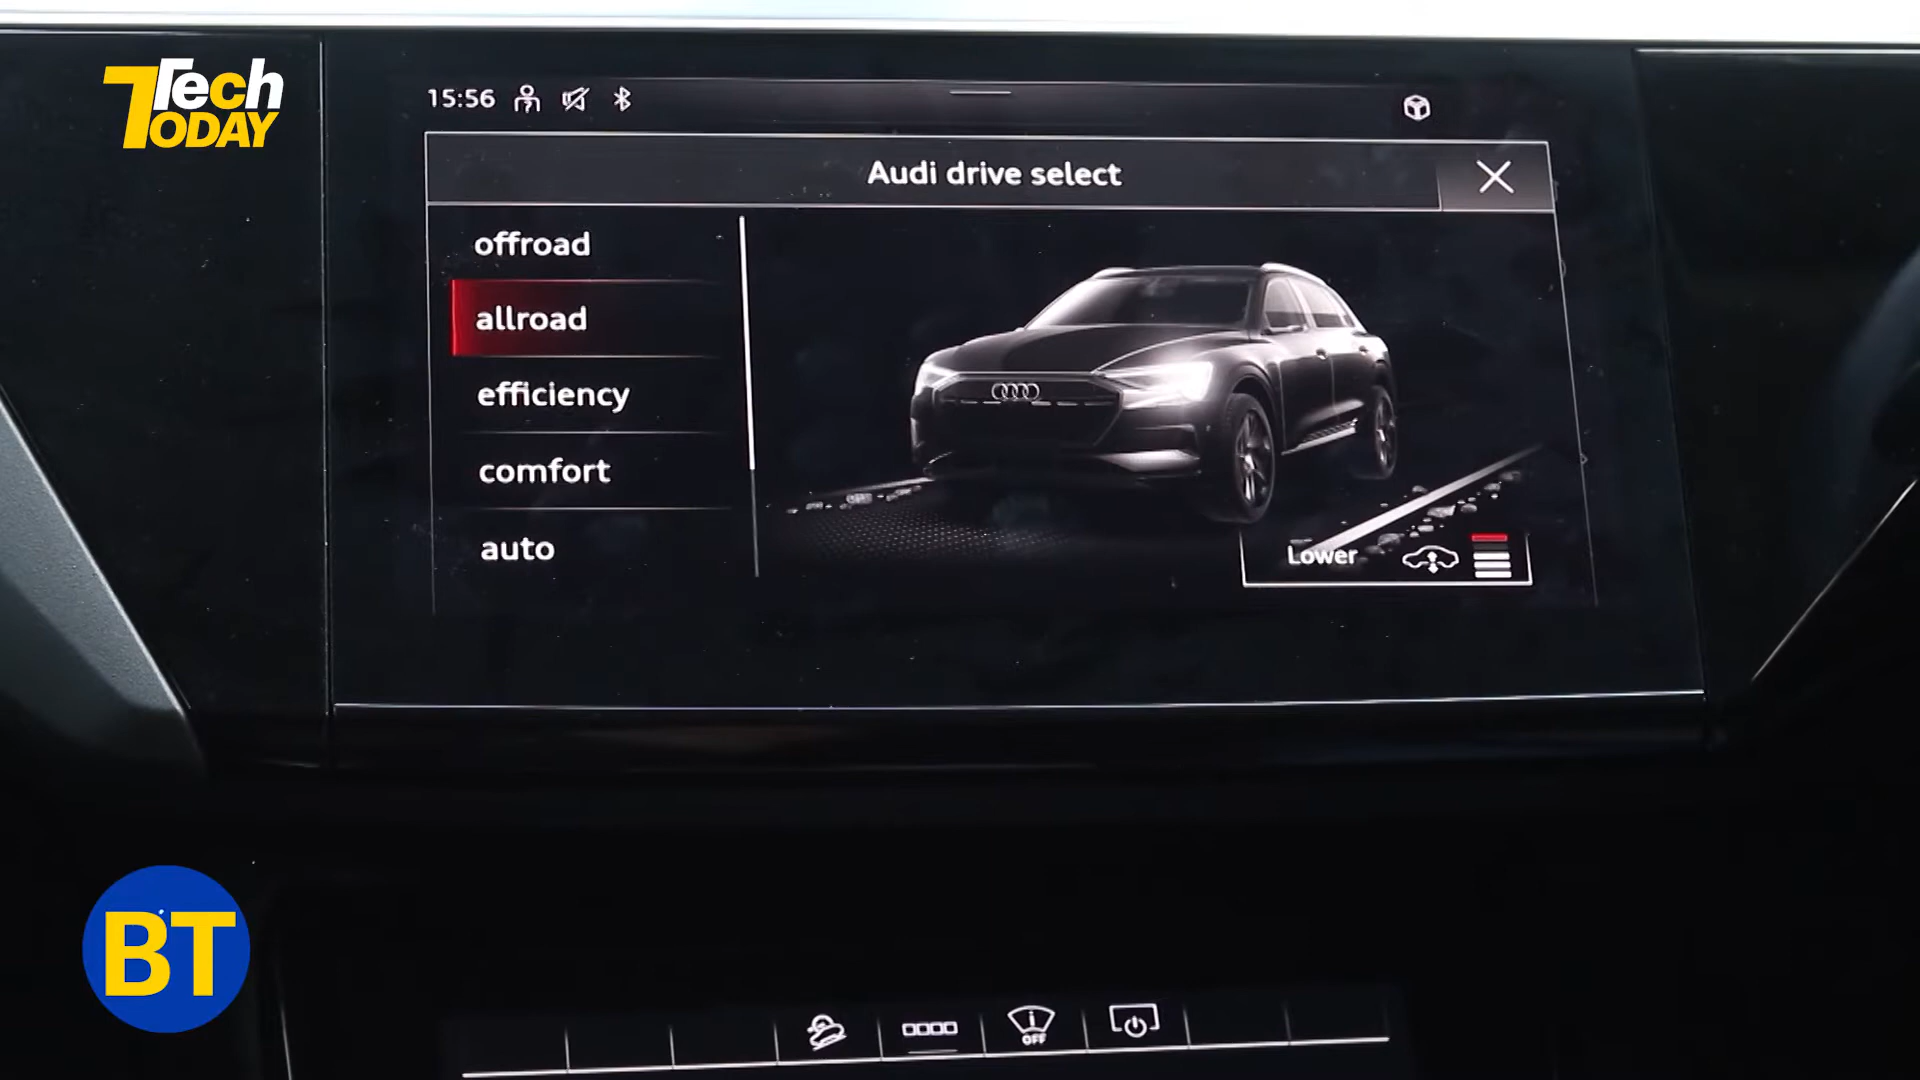 Tech
TODAY
15:56
Audi drive select
offroad
allroad
efficiency
comfort
auto
Lower
BT
OFF